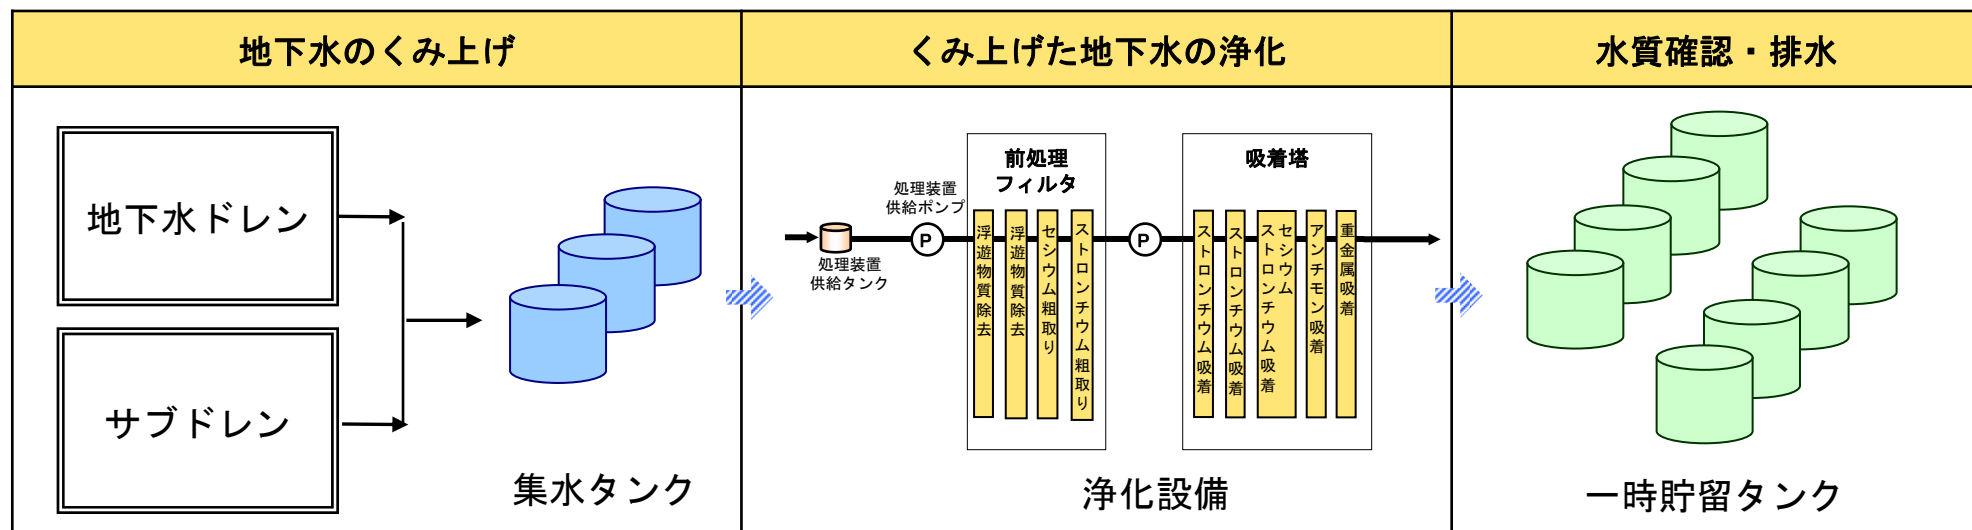 地下水のくみ上げ
くみ上げた地下水の浄化
水質確認・排水
地下水ドレン
サブドレン
集水タンク
処理装置
供給タンク
処理装置
供給ポンプ
P
前処理
フィルタ
浮遊物質除去
浮遊物質除去
セシウム粗取り
ストロンチウム粗取り
P
吸着塔
ストロンチウム吸着
ストロンチウム吸着
セシウム
ストロンチウム吸着
アンチモン吸着
重金属吸着
浄化設備
一時貯留タンク